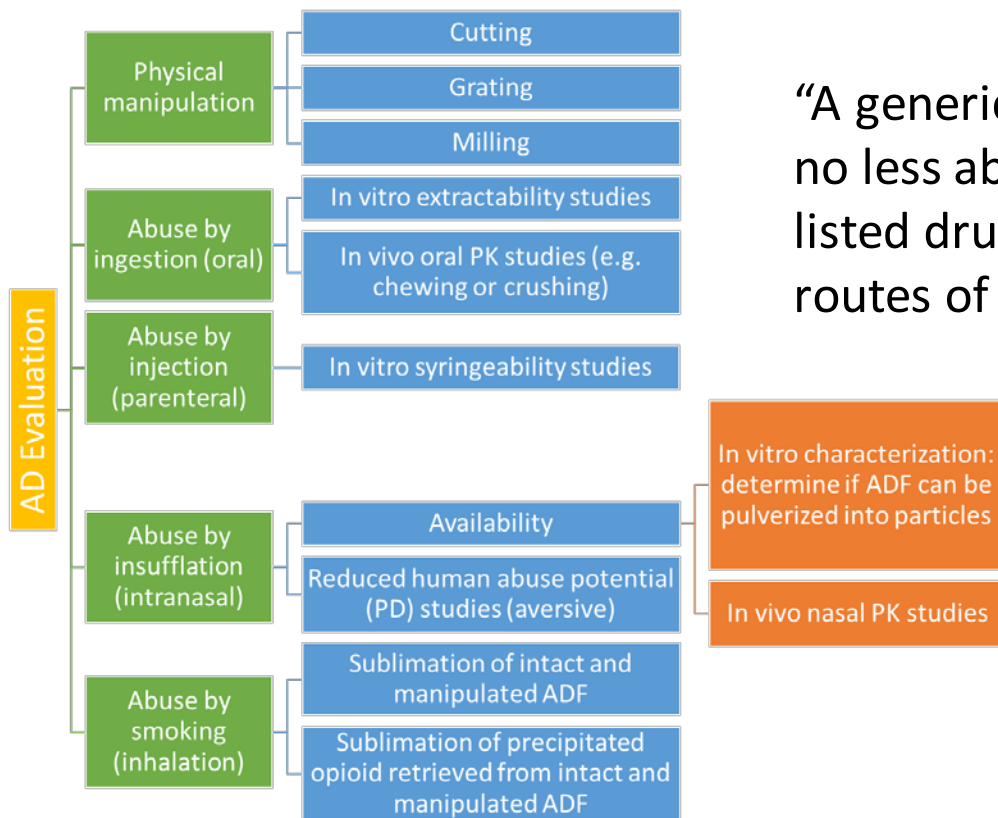 AD Evaluation
Physical
manipulation
Cutting
Grating
Milling
Abuse by
ingestion (oral)
In vitro extractability studies
In vivo oral PK studies (e.g.
chewing or crushing)
Abuse by
injection
(parenteral)
In vitro syringeability studies
Abuse by
insufflation
(intranasal)
Availability
In vitro characterization:
determine if ADF can be
pulverized into particles
In vivo nasal PK studies
Reduced human abuse potential
(PD) studies (aversive)
Abuse by
smoking
(inhalation)
Sublimation of intact and
manipulated ADF
Sublimation of precipitated
opioid retrieved from intact and
manipulated ADF
“A generic
no less ab
listed dru
routes of